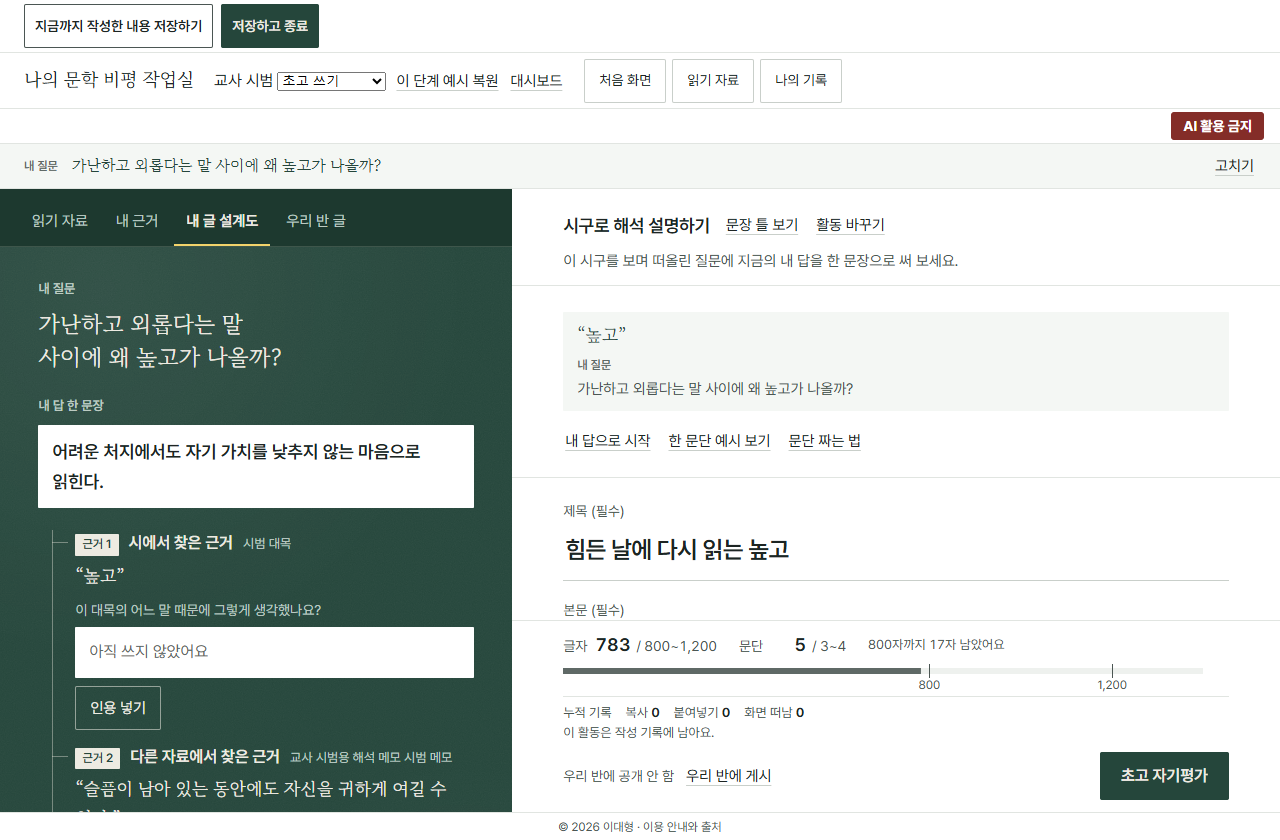 지금까지 작성한 내용 저장하기 저장하고 종료
나의 문학 비평 작업실 교사 시범 초고 쓰기 이 단계 예시 복원 대시보드 처음 화면 읽기 자료 나의 기록
AI 활용 금지
내 질문 가난하고 외롭다는 말 사이에 왜 높고가 나올까? 고치기
읽기 자료 내 근거 내 글 설계도 우리 반 글
내 질문
가난하고 외롭다는 말
사이에 왜 높고가 나올까?
내 답 한 문장
어려운 처지에서도 자기 가치를 낮추지 않는 마음으로
읽힌다.
근거 1 시에서 찾은 근거 시범 대목
“높고”
이 대목의 어느 말 때문에 그렇게 생각했나요?
아직 쓰지 않았어요
인용 넣기
근거 2 다른 자료에서 찾은 근거 교사 시범용 해석 메모 시범 메모
“슬픔이 남아 있는 동안에도 자신을 귀하게 여길 수
시구로 해석 설명하기 문장 틀 보기 활동 바꾸기
이 시구를 보며 떠올린 질문에 지금의 내 답을 한 문장으로 써 보세요.
“높고”
내 질문
가난하고 외롭다는 말 사이에 왜 높고가 나올까?
내 답으로 시작 한 문단 예시 보기 문단 짜는 법
제목 (필수)
힘든 날에 다시 읽는 높고
본문 (필수)
글자 783 / 800~1,200 문단 5 / 3~4 800자까지 17자 남았어요
800 1,200
누적 기록 복사 0 붙여넣기 0 화면 떠남 0
이 활동은 작성 기록에 남아요.
우리 반에 공개 안 함 우리 반에 게시 초고 자기평가
© 2026 이대형 · 이용 안내와 출처